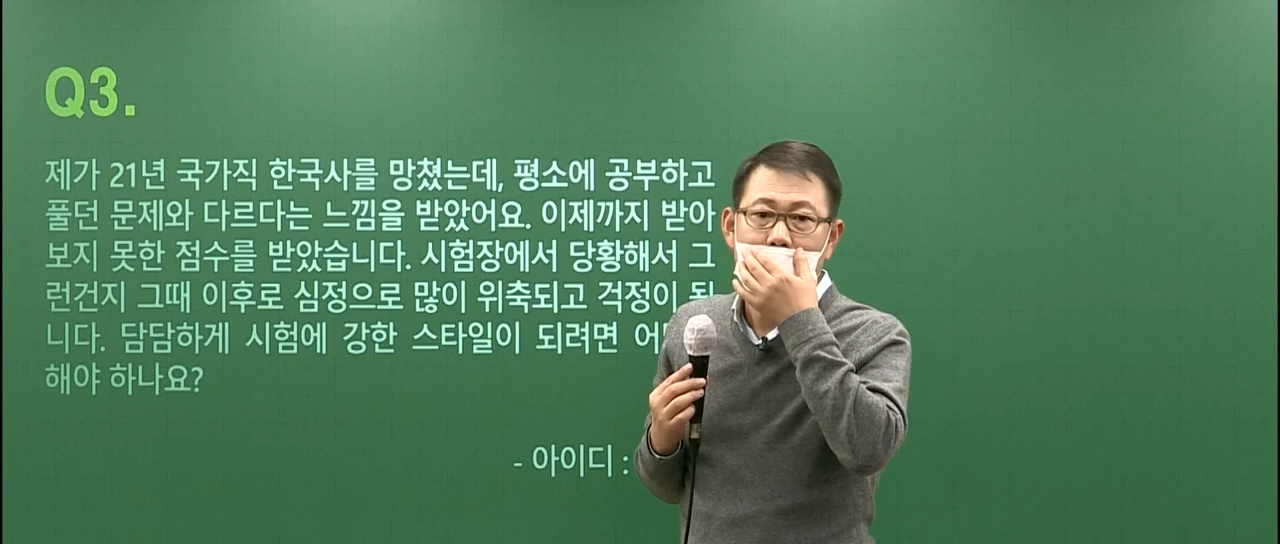 Q3.
제가 21년 국가직 한국사를 망쳤는데, 평소에 공부하고
풀던 문제와 다르다는 느낌을 받았어요. 이제까지 받아
보지 못한 점수를 받았습니다. 시험장에서 당황해서 그
런건지 그때 이후로 심정으로 많이 위축되고 걱정이
니다. 담담하게 시험에 강한 스타일이 되려면
해야 하나요?
- 아이디 :